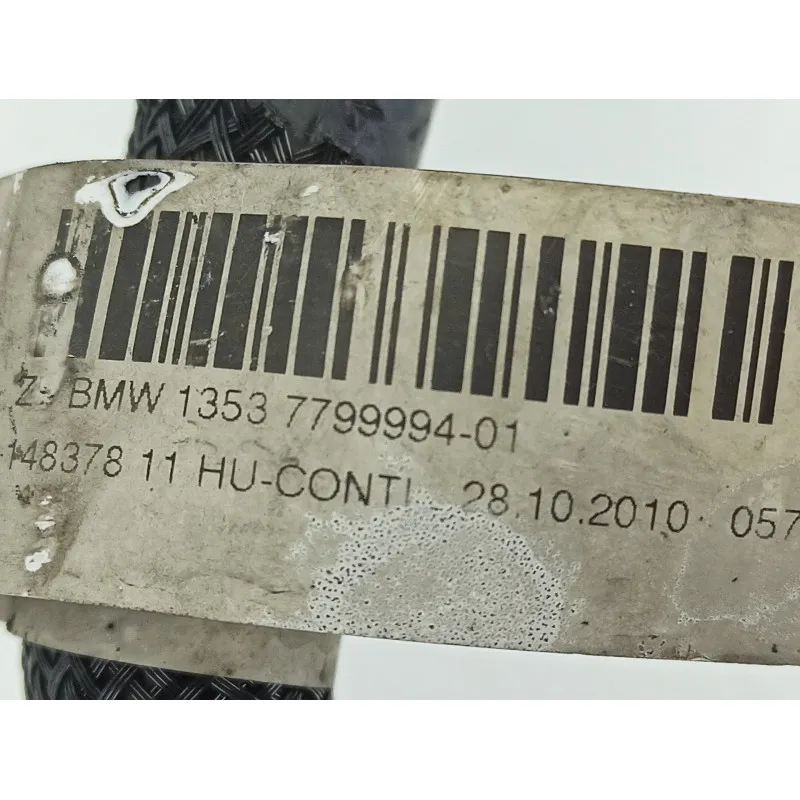 Z. BMW 1353 7799994-01
148378 11 HU-CONTI 28.10.2010 057